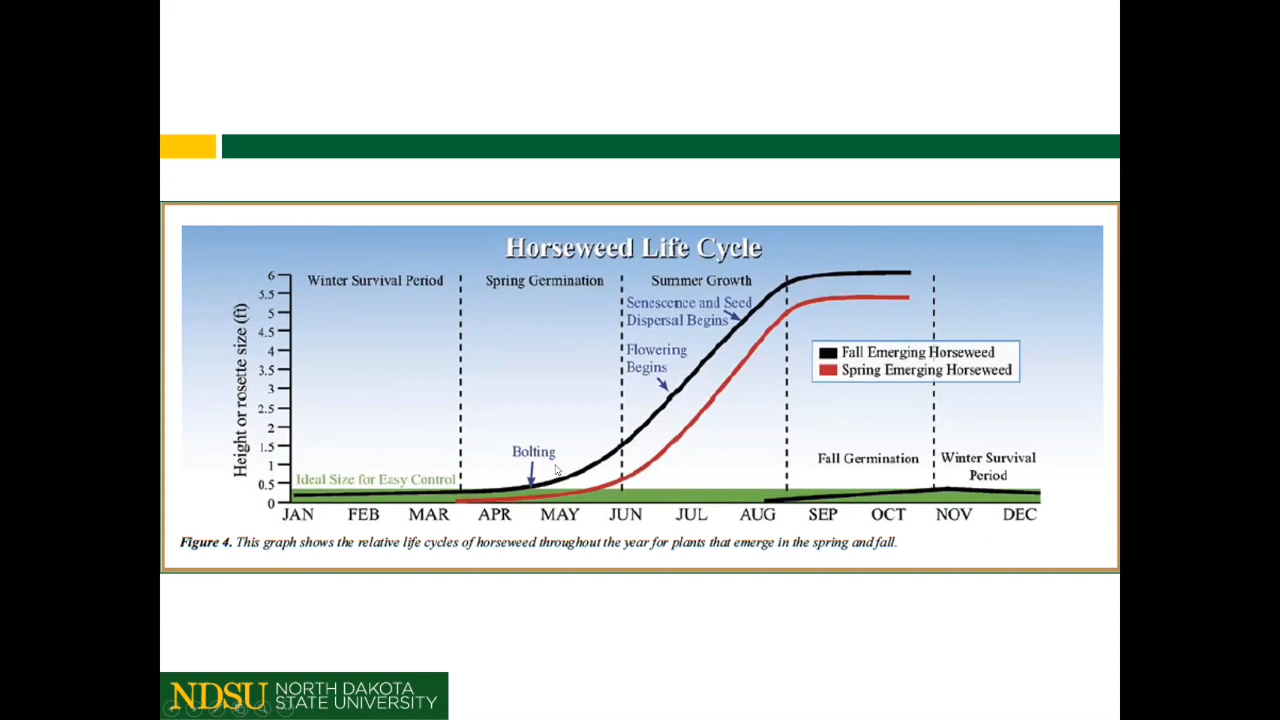 Horseweed Life Cycle
Winter Survival Period
Spring Germination
Summer Growth
Senescence and Seed
Dispersal Begins
Flowering
Begins
Bolting
Ideal Size for Easy Control
Fall Emerging Horseweed
Spring Emerging Horseweed
Fall Germination
Winter Survival
Period
Height or rosette size (ft)
6
5.5
5
4.5
4
3.5
3
2.5
2
1.5
1
0.5
0
JAN FEB MAR APR MAY JUN JUL AUG SEP OCT NOV DEC
Figure 4. This graph shows the relative life cycles of horseweed throughout the year for plants that emerge in the spring and fall.
NDSU
NORTH DAKOTA
STATE UNIVERSITY